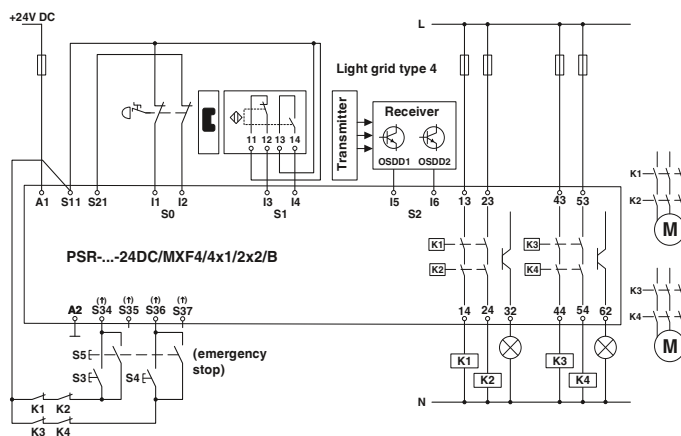 +24V DC
L
Light grid type 4
Transmitter
Receiver
OSDD1 OSDD2
11 12 13 14
A1 S11 S21 I1 I2 I3 I4 I5 I6 13 23 43 53
S0 S1 S2
K1
K2
M
PSR-...-24DC/MXF4/4x1/2x2/B
K1 K3
K2 K4
K3
K4
M
(†) (†) (†) (†)
A2 S34 S35 S36 S37 14 24 32 44 54 62
S5
(emergency stop)
S3 S4
K1 K3
K2 K4
K1 K2
K3 K4
N